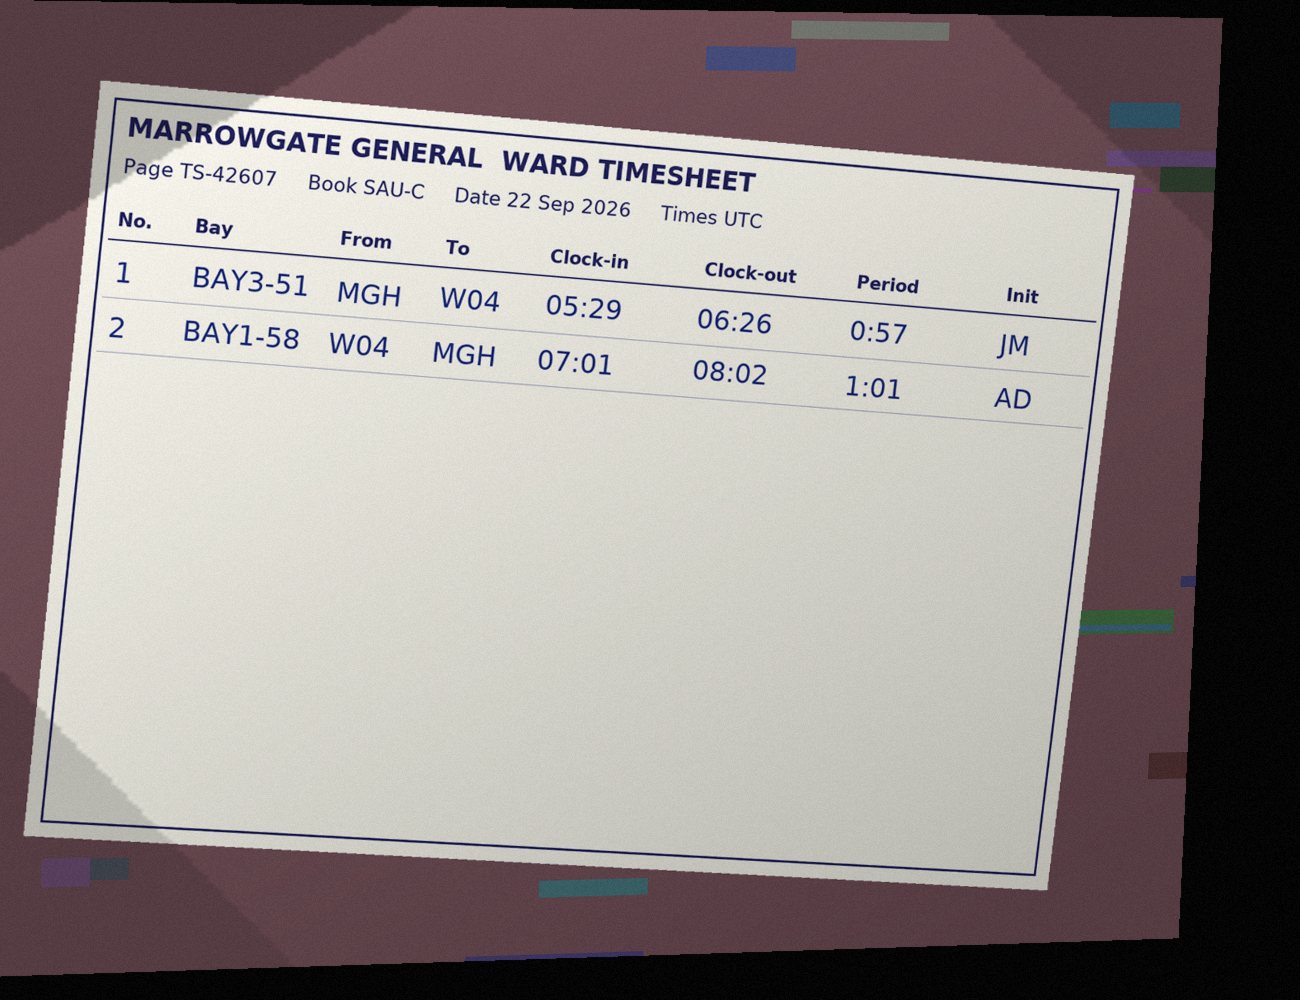 MARROWGATE GENERAL WARD TIMESHEET
Page TS-42607 Book SAU-C Date 22 Sep 2026 Times UTC
No. Bay From To Clock-in Clock-out Period Init
1 BAY3-51 MGH W04 05:29 06:26 0:57 JM
2 BAY1-58 W04 MGH 07:01 08:02 1:01 AD